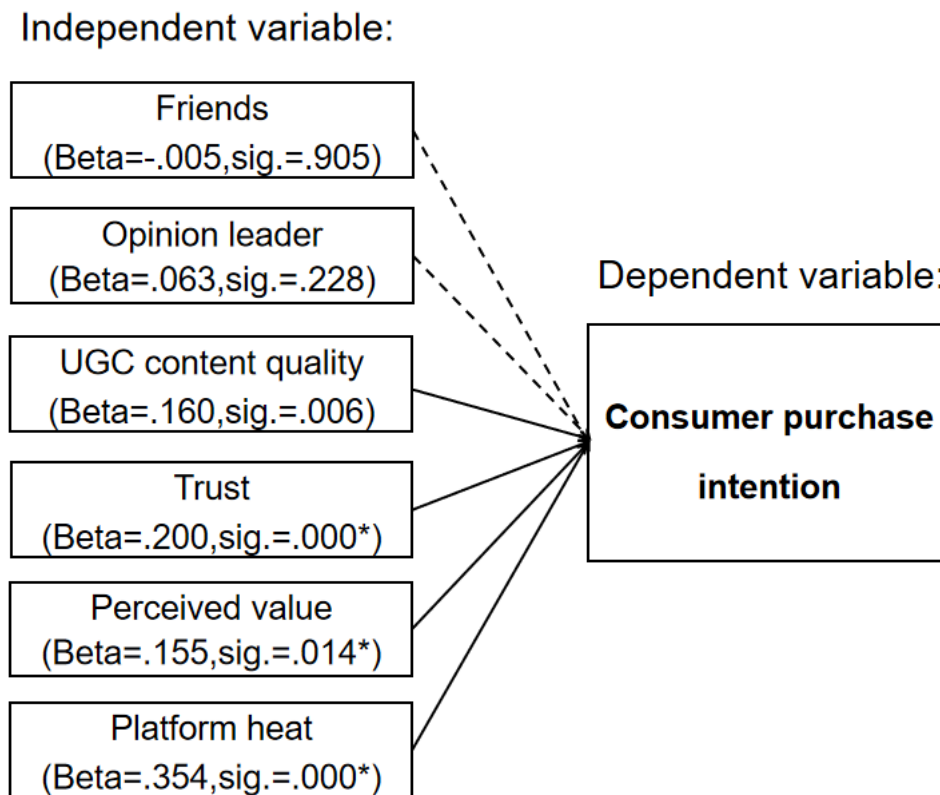 Independent variable:
Friends
(Beta=-.005,sig.=.905)
Opinion leader
(Beta=.063,sig.=.228)
UGC content quality
(Beta=.160,sig.=.006)
Trust
(Beta=.200,sig.=.000*)
Perceived value
(Beta=.155,sig.=.014*)
Platform heat
(Beta=.354,sig.=.000*)
Dependent variable:
Consumer purchase
intention